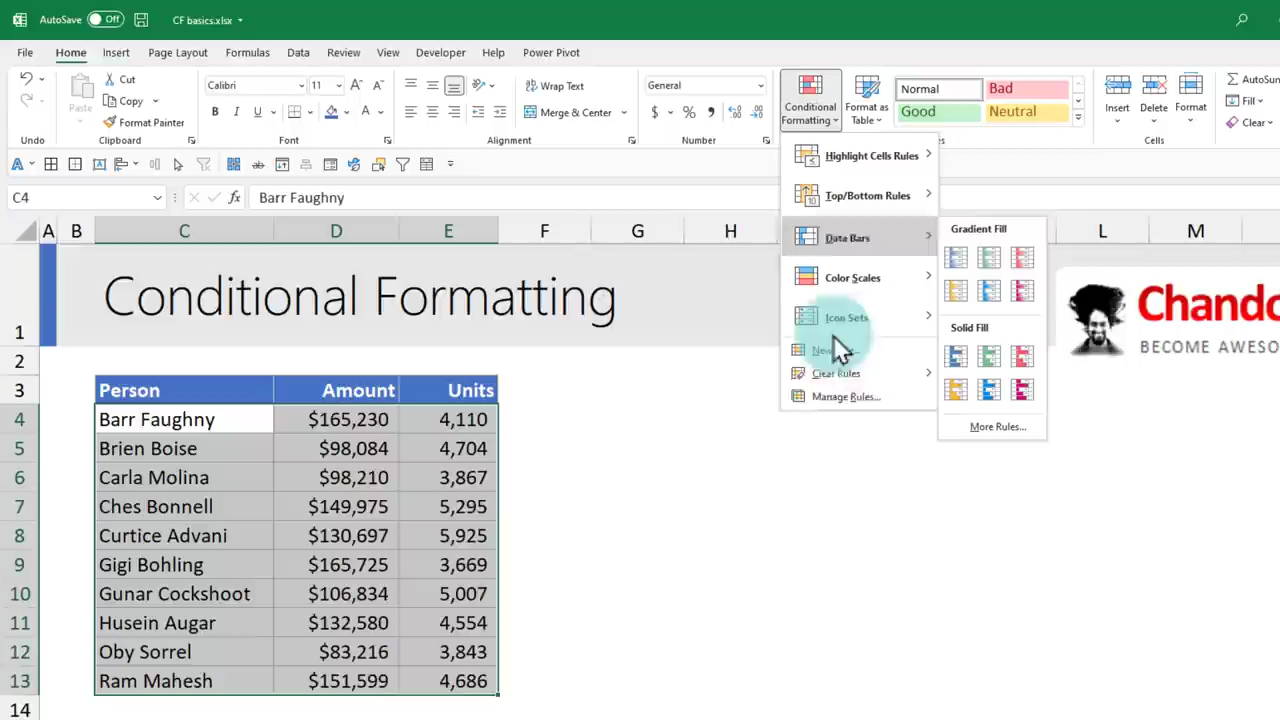 AutoSave Off CF basics.xlsx
File Home Insert Page Layout Formulas Data Review View Developer Help Power Pivot
Cut
Copy
Format Painter
Paste
Undo Clipboard
Calibri 11
B I U
Font
Wrap Text
Merge & Center
Alignment
General
$ %
Number
Conditional
Formatting
Format as
Table
Normal Bad
Good Neutral
Insert Delete Format
Cells
Fill
Clear
C4 fx Barr Faughny
A B C D E F G H L M
Highlight Cells Rules
Top/Bottom Rules
Data Bars
Color Scales
Icon Sets
Clear Rules
Manage Rules...
Gradient Fill
Solid Fill
More Rules...
1 Conditional Formatting
BECOME
2
3 Person Amount Units
4 Barr Faughny $165,230 4,110
5 Brien Boise $98,084 4,704
6 Carla Molina $98,210 3,867
7 Ches Bonnell $149,975 5,295
8 Curtice Advani $130,697 5,925
9 Gigi Bohling $165,725 3,669
10 Gunar Cockshoot $106,834 5,007
11 Husein Augar $132,580 4,554
12 Oby Sorrel $83,216 3,843
13 Ram Mahesh $151,599 4,686
14